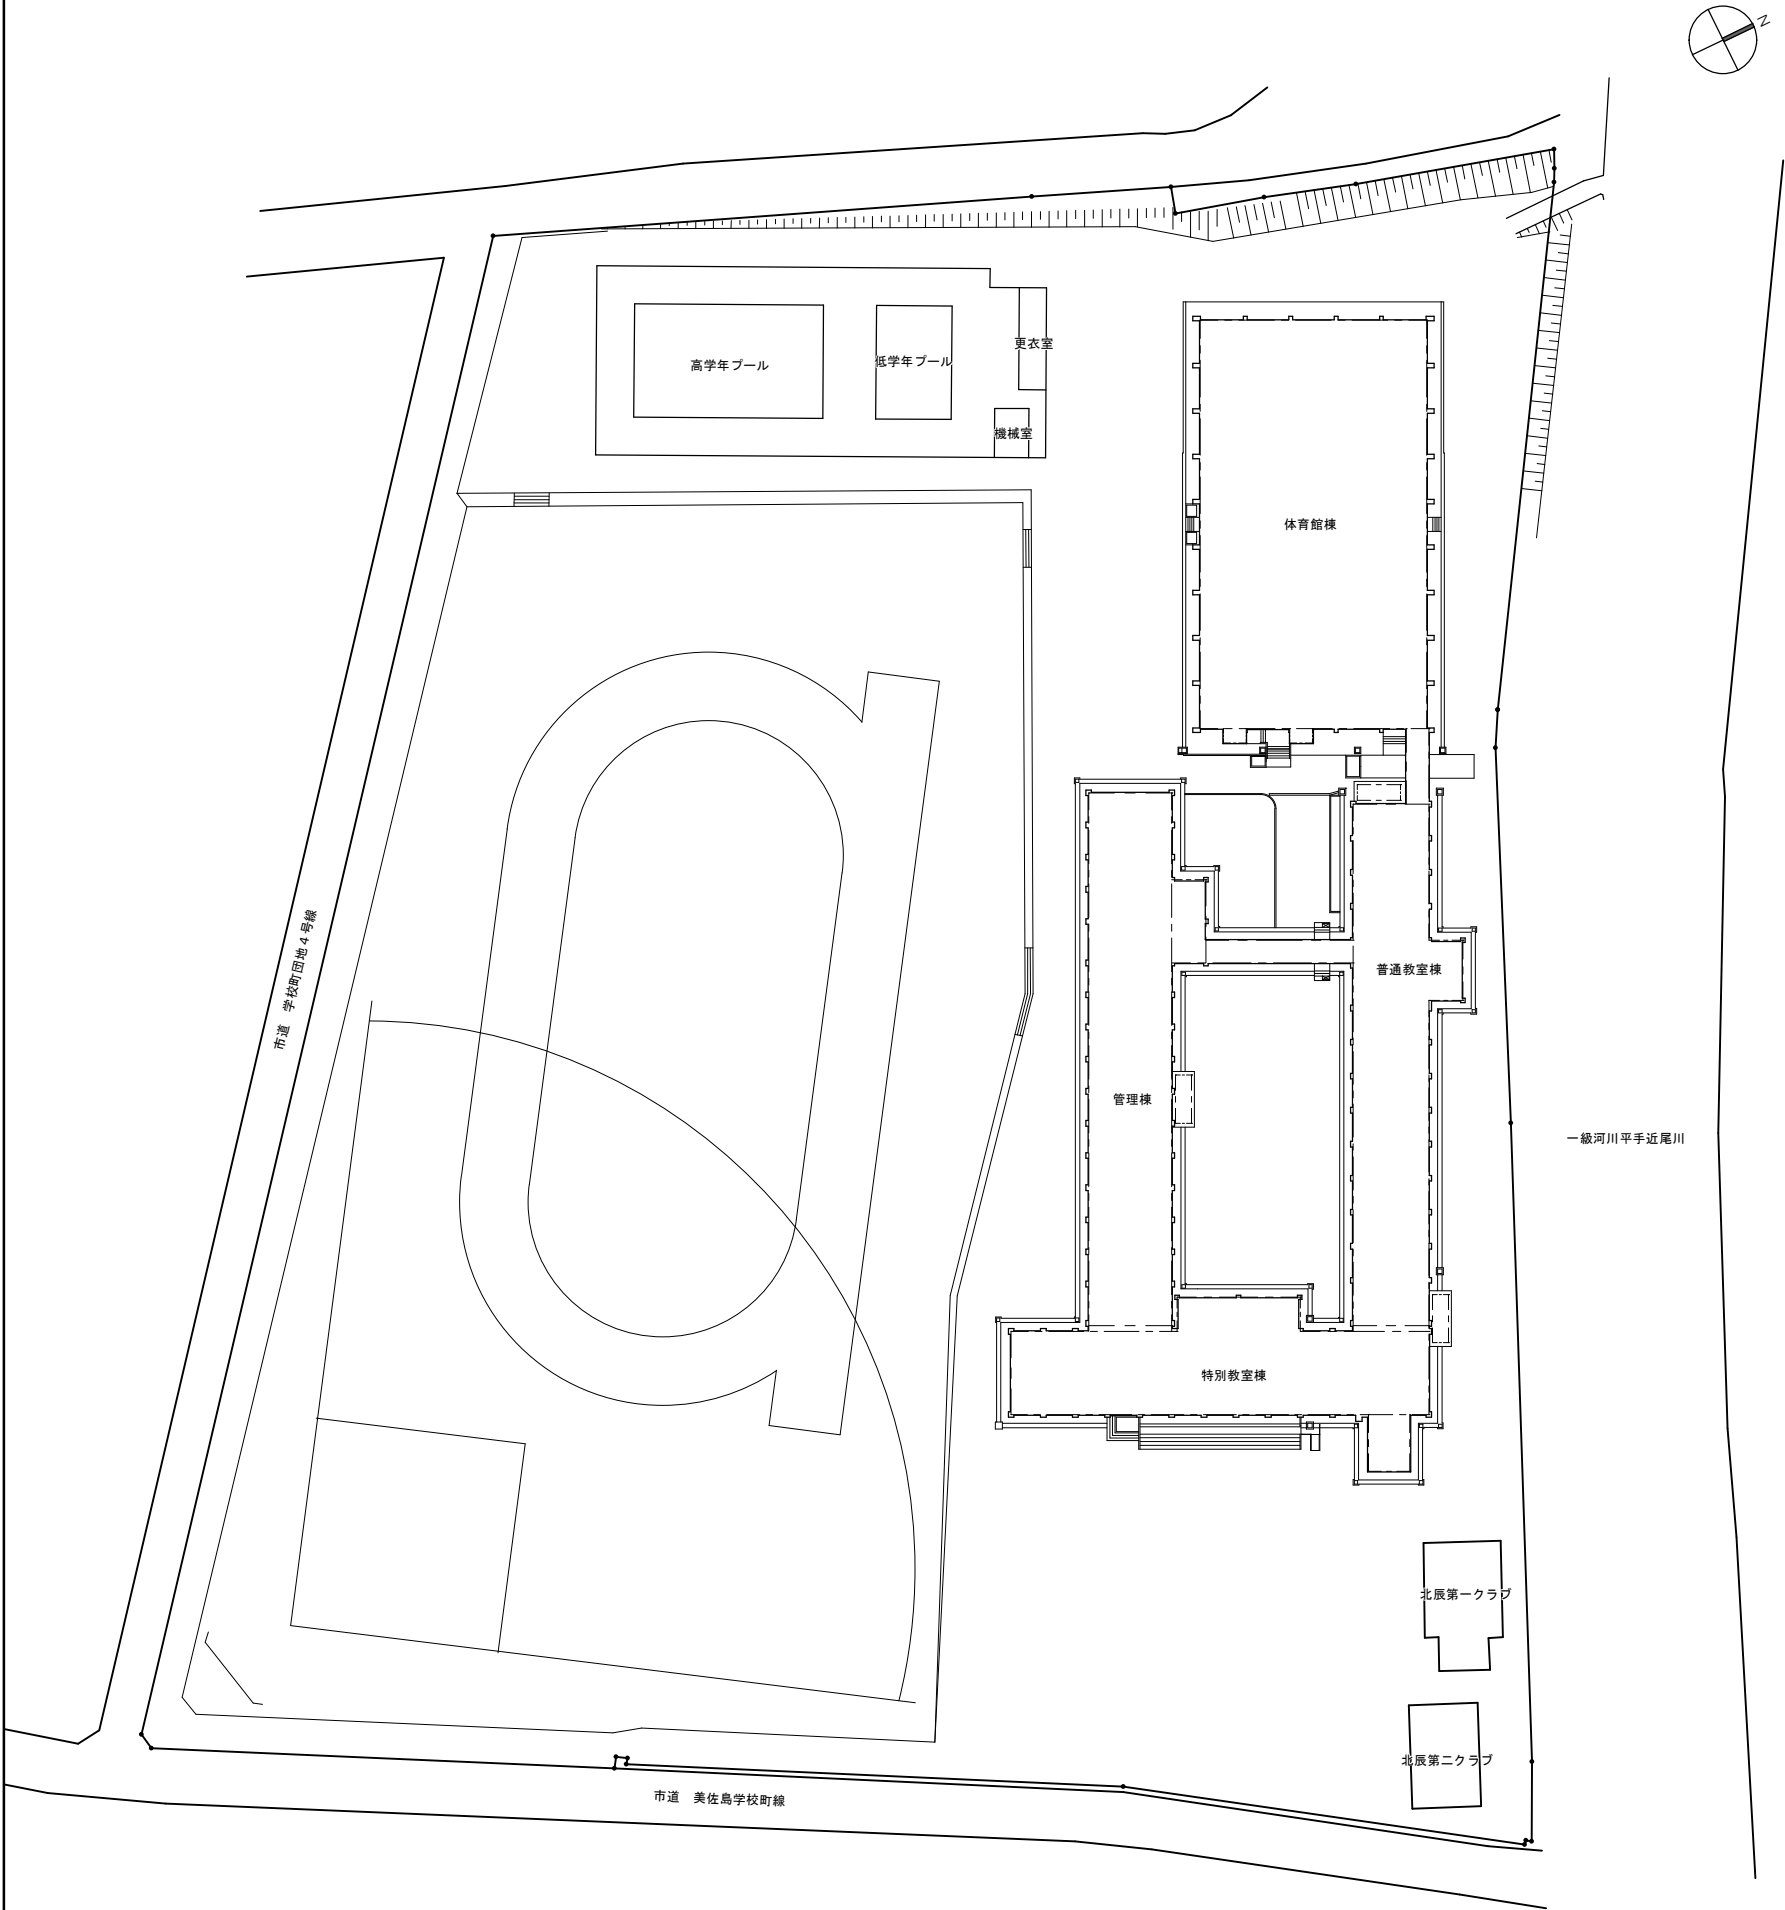 N
高学年プール
低学年プール
更衣室
機械室
体育館棟
市道 学校町団地4号線
普通教室棟
管理棟
一級河川平手近尾川
特別教室棟
北辰第一クラブ
北辰第二クラブ
市道 美佐島学校町線